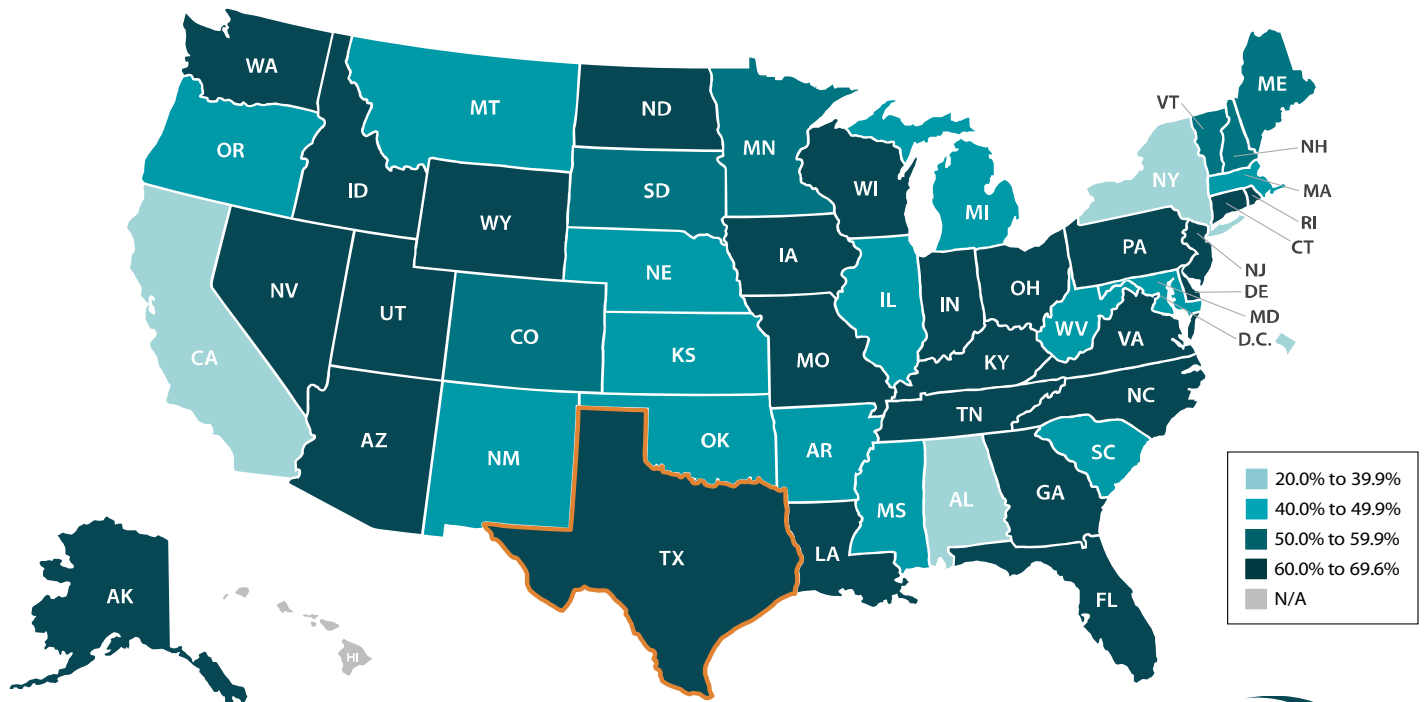 WA
MT
ND
ME
VT
MN
OR
NH
ID
SD
WI
NY
MA
WY
MI
RI
CT
IA
PA
NE
NJ
NV
OH
DE
IL
IN
UT
MD
CO
WV
D.C.
VA
KS
CA
MO
KY
NC
TN
AZ
OK
AR
SC
NM
GA
AL
MS
TX
LA
AK
FL
HI
20.0% to 39.9%
40.0% to 49.9%
50.0% to 59.9%
60.0% to 69.6%
N/A